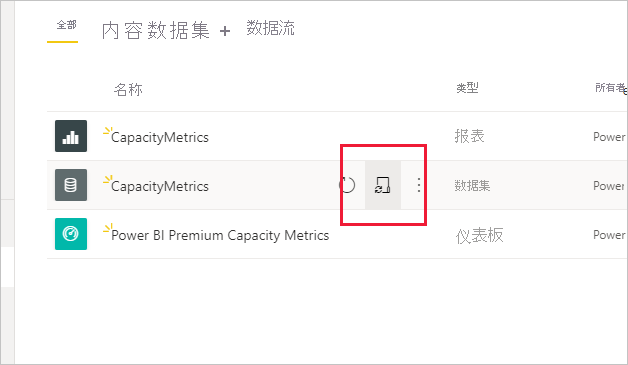 全部 内容 数据集 + 数据流
名称 类型 所有者
CapacityMetrics 报表 Power
CapacityMetrics 数据集 Power
Power BI Premium Capacity Metrics 仪表板 Power